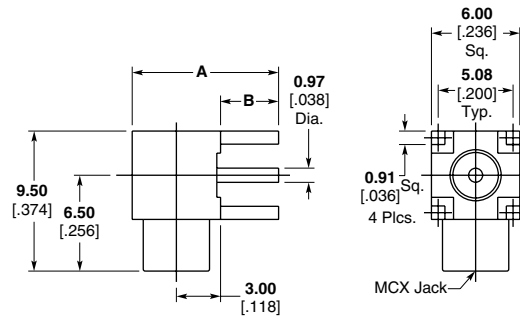 6.00
[.236]
Sq.
A
5.08
[.200]
Typ.
B
0.97
[.038]
Dia.
9.50
[.374]
6.50
[.256]
0.91
[.036]
Sq.
4 Plcs.
3.00
[.118]
MCX Jack